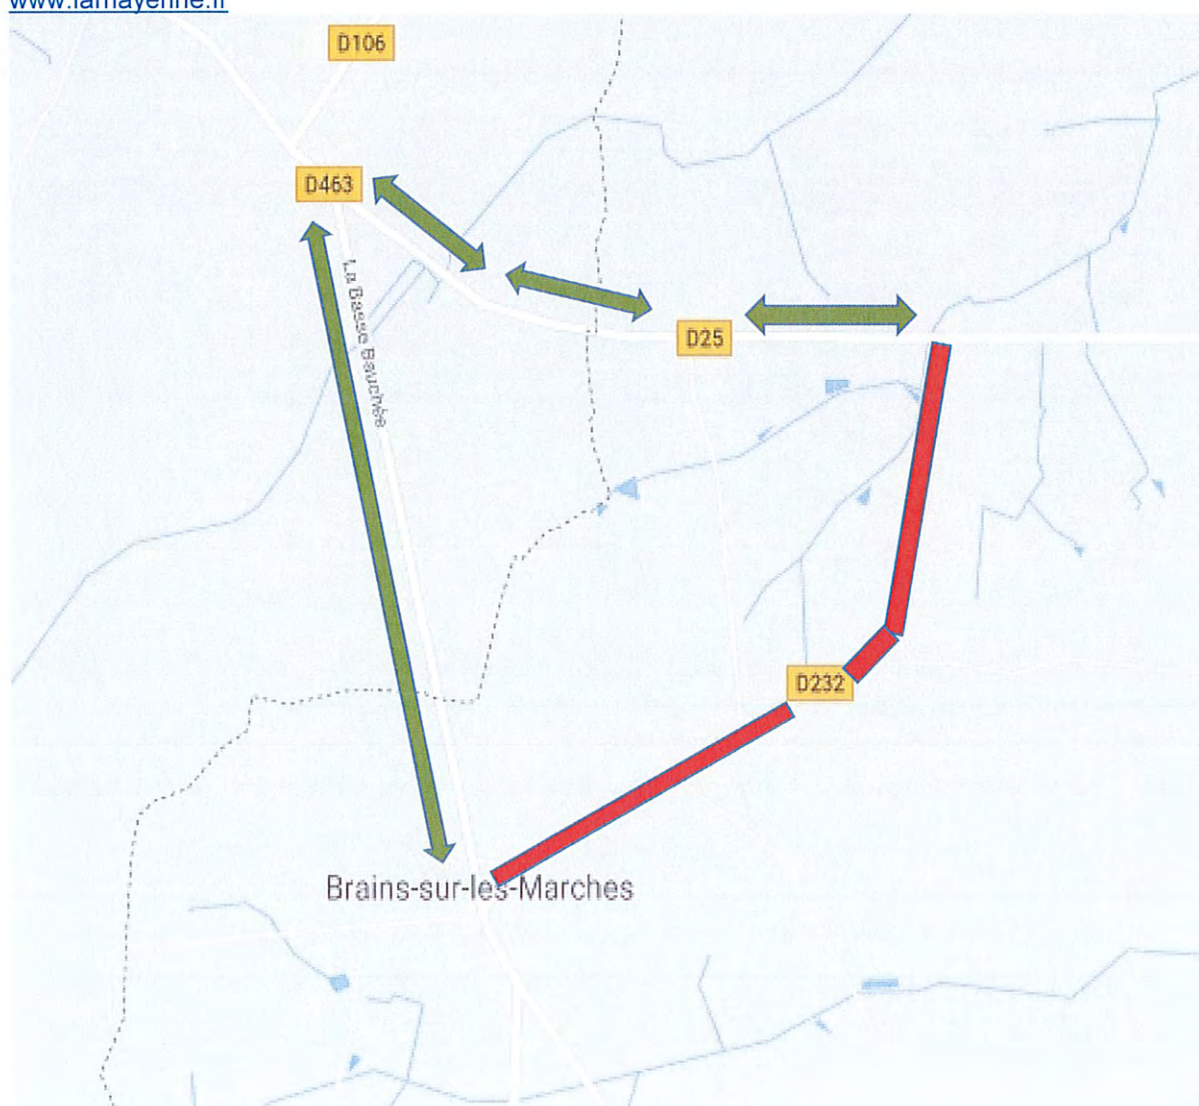 www.lamayenne.fr
D106
D463
La Basse Bauchée
D25
D232
Brains-sur-les-Marches